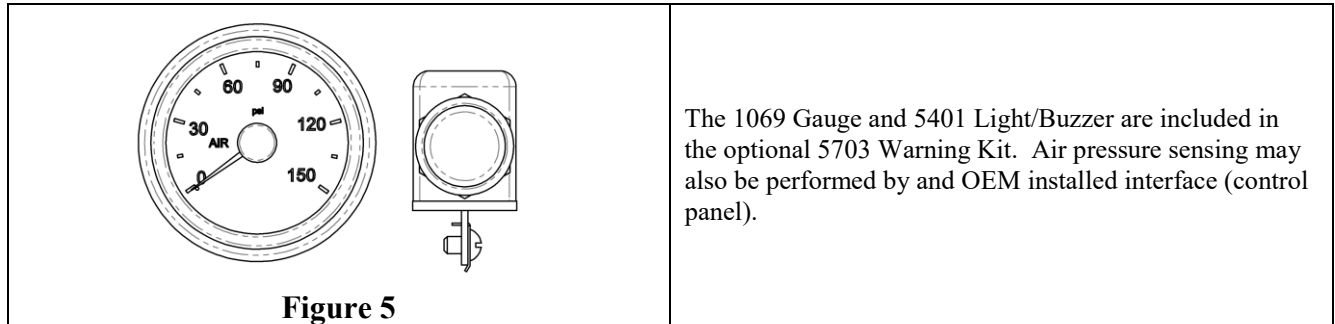 60
90
psi
30
120
AIR
0
150
Figure 5
The 1069 Gauge and 5401 Light/Buzzer are included in
the optional 5703 Warning Kit.  Air pressure sensing may
also be performed by and OEM installed interface (control
panel).